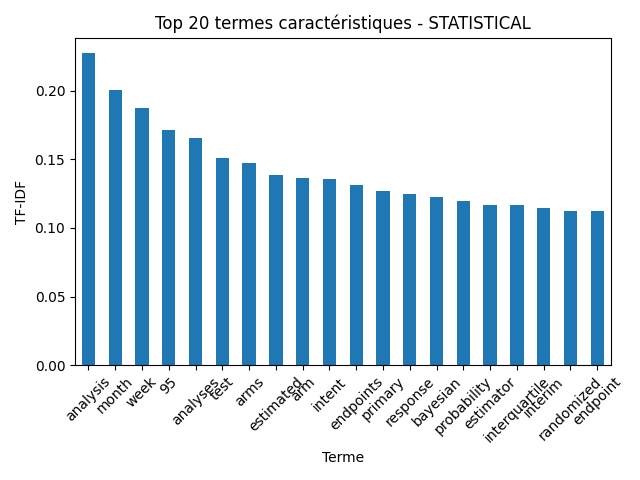 Top 20 termes caractéristiques - STATISTICAL
TF-IDF
0.20
0.15
0.10
0.05
0.00
analysis
month
week
95
analyses
test
arms
estimated
arm
intent
endpoints
primary
response
bayesian
probability
estimator
interquartile
interim
randomized
endpoint
Terme